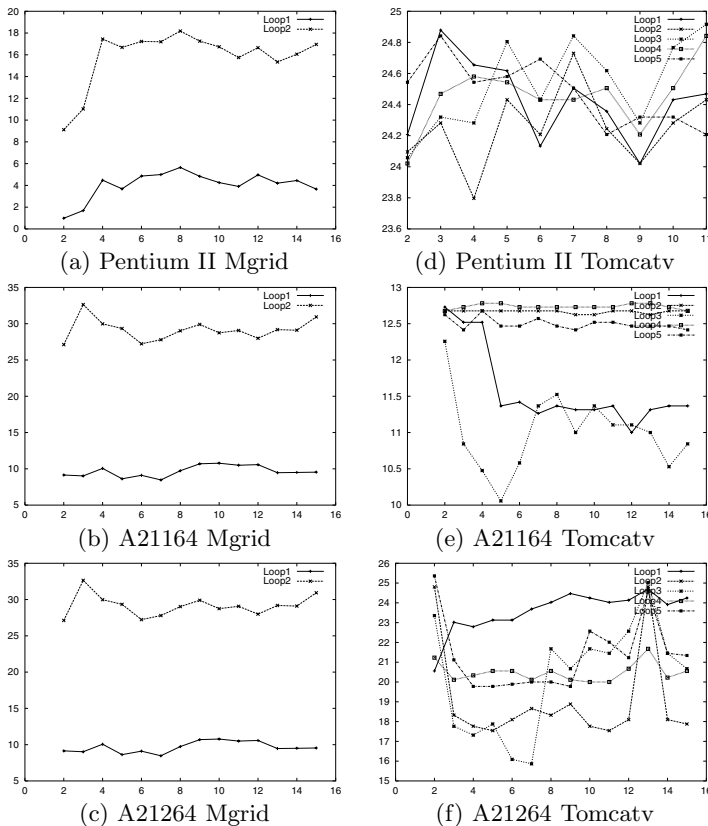 20
18
16
14
12
10
8
6
4
2
0
0 2 4 6 8 10 12 14 16
Loop1
Loop2
(a) Pentium II Mgrid
25
24.8
24.6
24.4
24.2
24
23.8
23.6
2 3 4 5 6 7 8 9 10 11
Loop1
Loop2
Loop3
Loop4
Loop5
(d) Pentium II Tomcatv
35
30
25
20
15
10
5
0 2 4 6 8 10 12 14 16
Loop1
Loop2
(b) A21164 Mgrid
13
12.5
12
11.5
11
10.5
10
0 2 4 6 8 10 12 14 16
Loop1
Loop2
Loop3
Loop4
Loop5
(e) A21164 Tomcatv
35
30
25
20
15
10
5
0 2 4 6 8 10 12 14 16
Loop1
Loop2
(c) A21264 Mgrid
26
25
24
23
22
21
20
19
18
17
16
15
0 2 4 6 8 10 12 14 16
Loop1
Loop2
Loop3
Loop4
Loop5
(f) A21264 Tomcatv